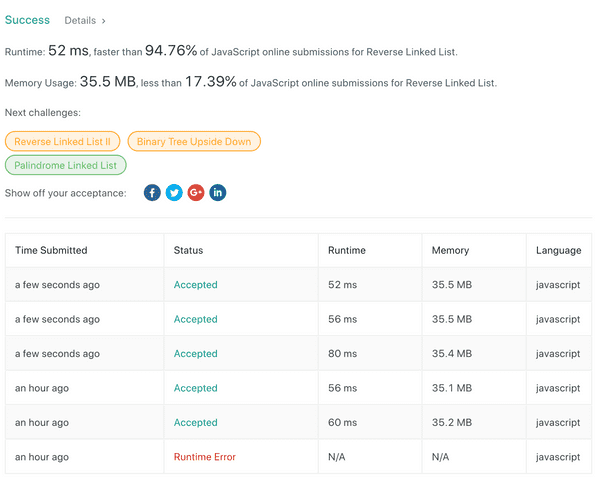 Success Details >
Runtime: 52 ms, faster than 94.76% of JavaScript online submissions for Reverse Linked List.
Memory Usage: 35.5 MB, less than 17.39% of JavaScript online submissions for Reverse Linked List.
Next challenges:
Reverse Linked List II Binary Tree Upside Down
Palindrome Linked List
Show off your acceptance: f G+ in
Time Submitted Status Runtime Memory Language
a few seconds ago Accepted 52 ms 35.5 MB javascript
a few seconds ago Accepted 56 ms 35.5 MB javascript
a few seconds ago Accepted 80 ms 35.4 MB javascript
an hour ago Accepted 56 ms 35.1 MB javascript
an hour ago Accepted 60 ms 35.2 MB javascript
an hour ago Runtime Error N/A N/A javascript